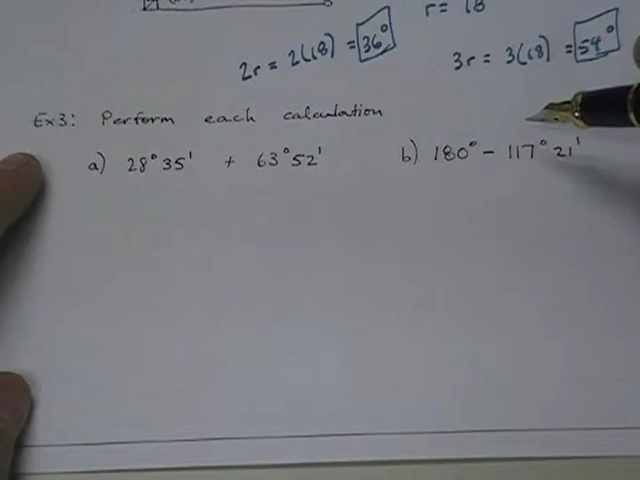 r = 18
2r = 2(18) = 36°
3r = 3(18) = 54°
Ex3: Perform each calculation
a) 28°35' + 63°52'
b) 180° - 117°21'